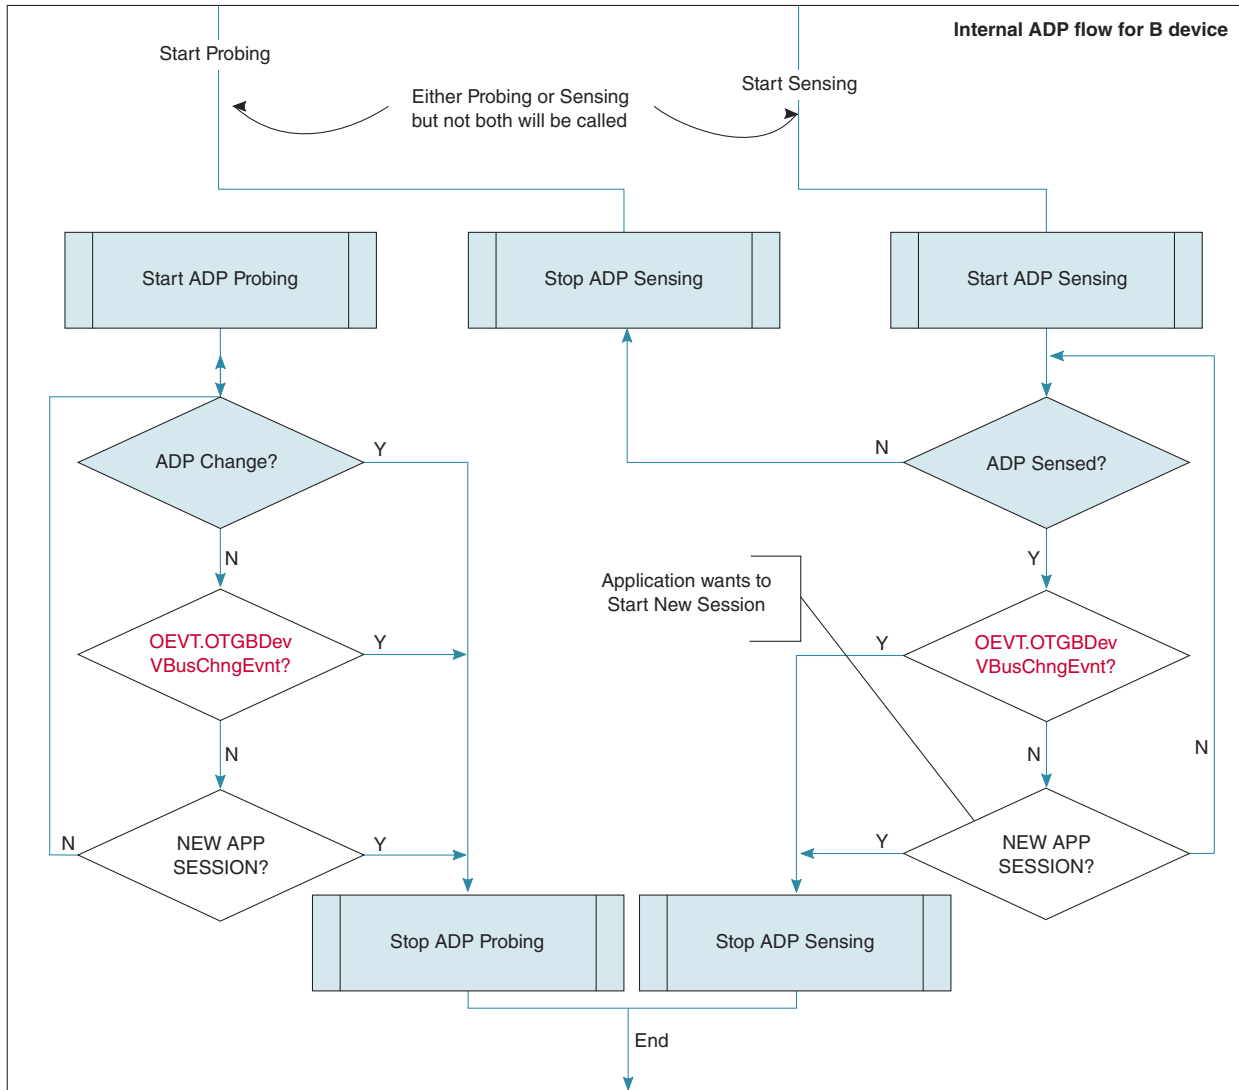 Internal ADP flow for B device
Start Probing
Start Sensing
Either Probing or Sensing
but not both will be called
Start ADP Probing
Stop ADP Sensing
Start ADP Sensing
ADP Change?
Y
N
ADP Sensed?
N
Y
Application wants to
Start New Session
OEVT.OTGBDev
VBusChngEvnt?
Y
N
OEVT.OTGBDev
VBusChngEvnt?
Y
N
N
NEW APP
SESSION?
N
Y
NEW APP
SESSION?
Y
Stop ADP Probing
Stop ADP Sensing
End